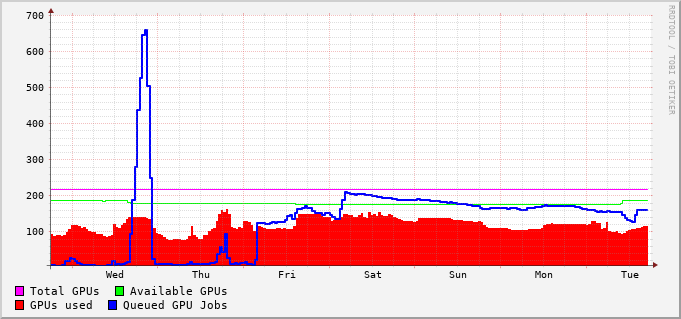 700
600
500
400
300
200
100
Wed Thu Fri Sat Sun Mon Tue
Total GPUs Available GPUs
GPUs used Queued GPU Jobs
RRDTOOL / TOBI OETIKER